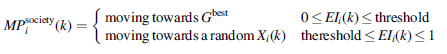 MP_i^society(k) = { moving towards G^best 0 ≤ EI_i(k) ≤ threshold
moving towards a random X_i(k) thereshold ≤ EI_i(k) ≤ 1